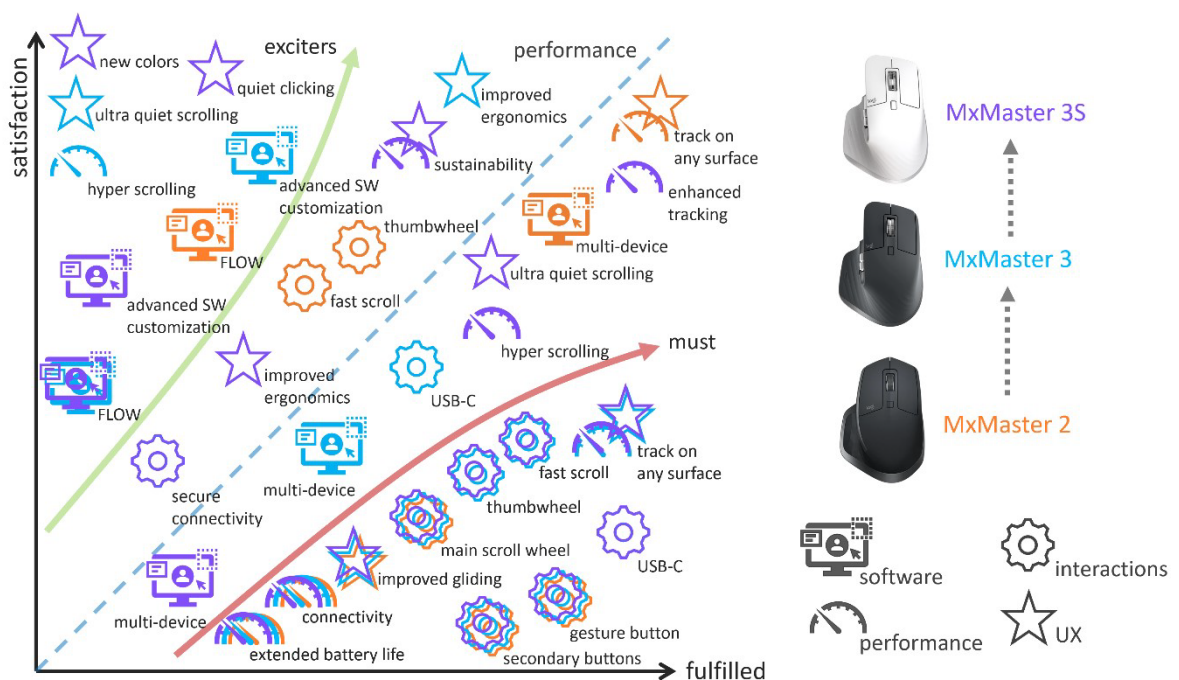 satisfaction
exciters
performance
new colors
quiet clicking
ultra quiet scrolling
improved
ergonomics
track on
any surface
sustainability
hyper scrolling
advanced SW
customization
enhanced
tracking
thumbwheel
multi-device
FLOW
ultra quiet scrolling
fast scroll
advanced SW
customization
hyper scrolling
must
improved
ergonomics
USB-C
FLOW
track on
any surface
fast scroll
multi-device
thumbwheel
secure
connectivity
main scroll wheel
USB-C
improved gliding
connectivity
multi-device
gesture button
extended battery life
secondary buttons
fulfilled
MxMaster 3S
MxMaster 3
MxMaster 2
software
interactions
performance
UX